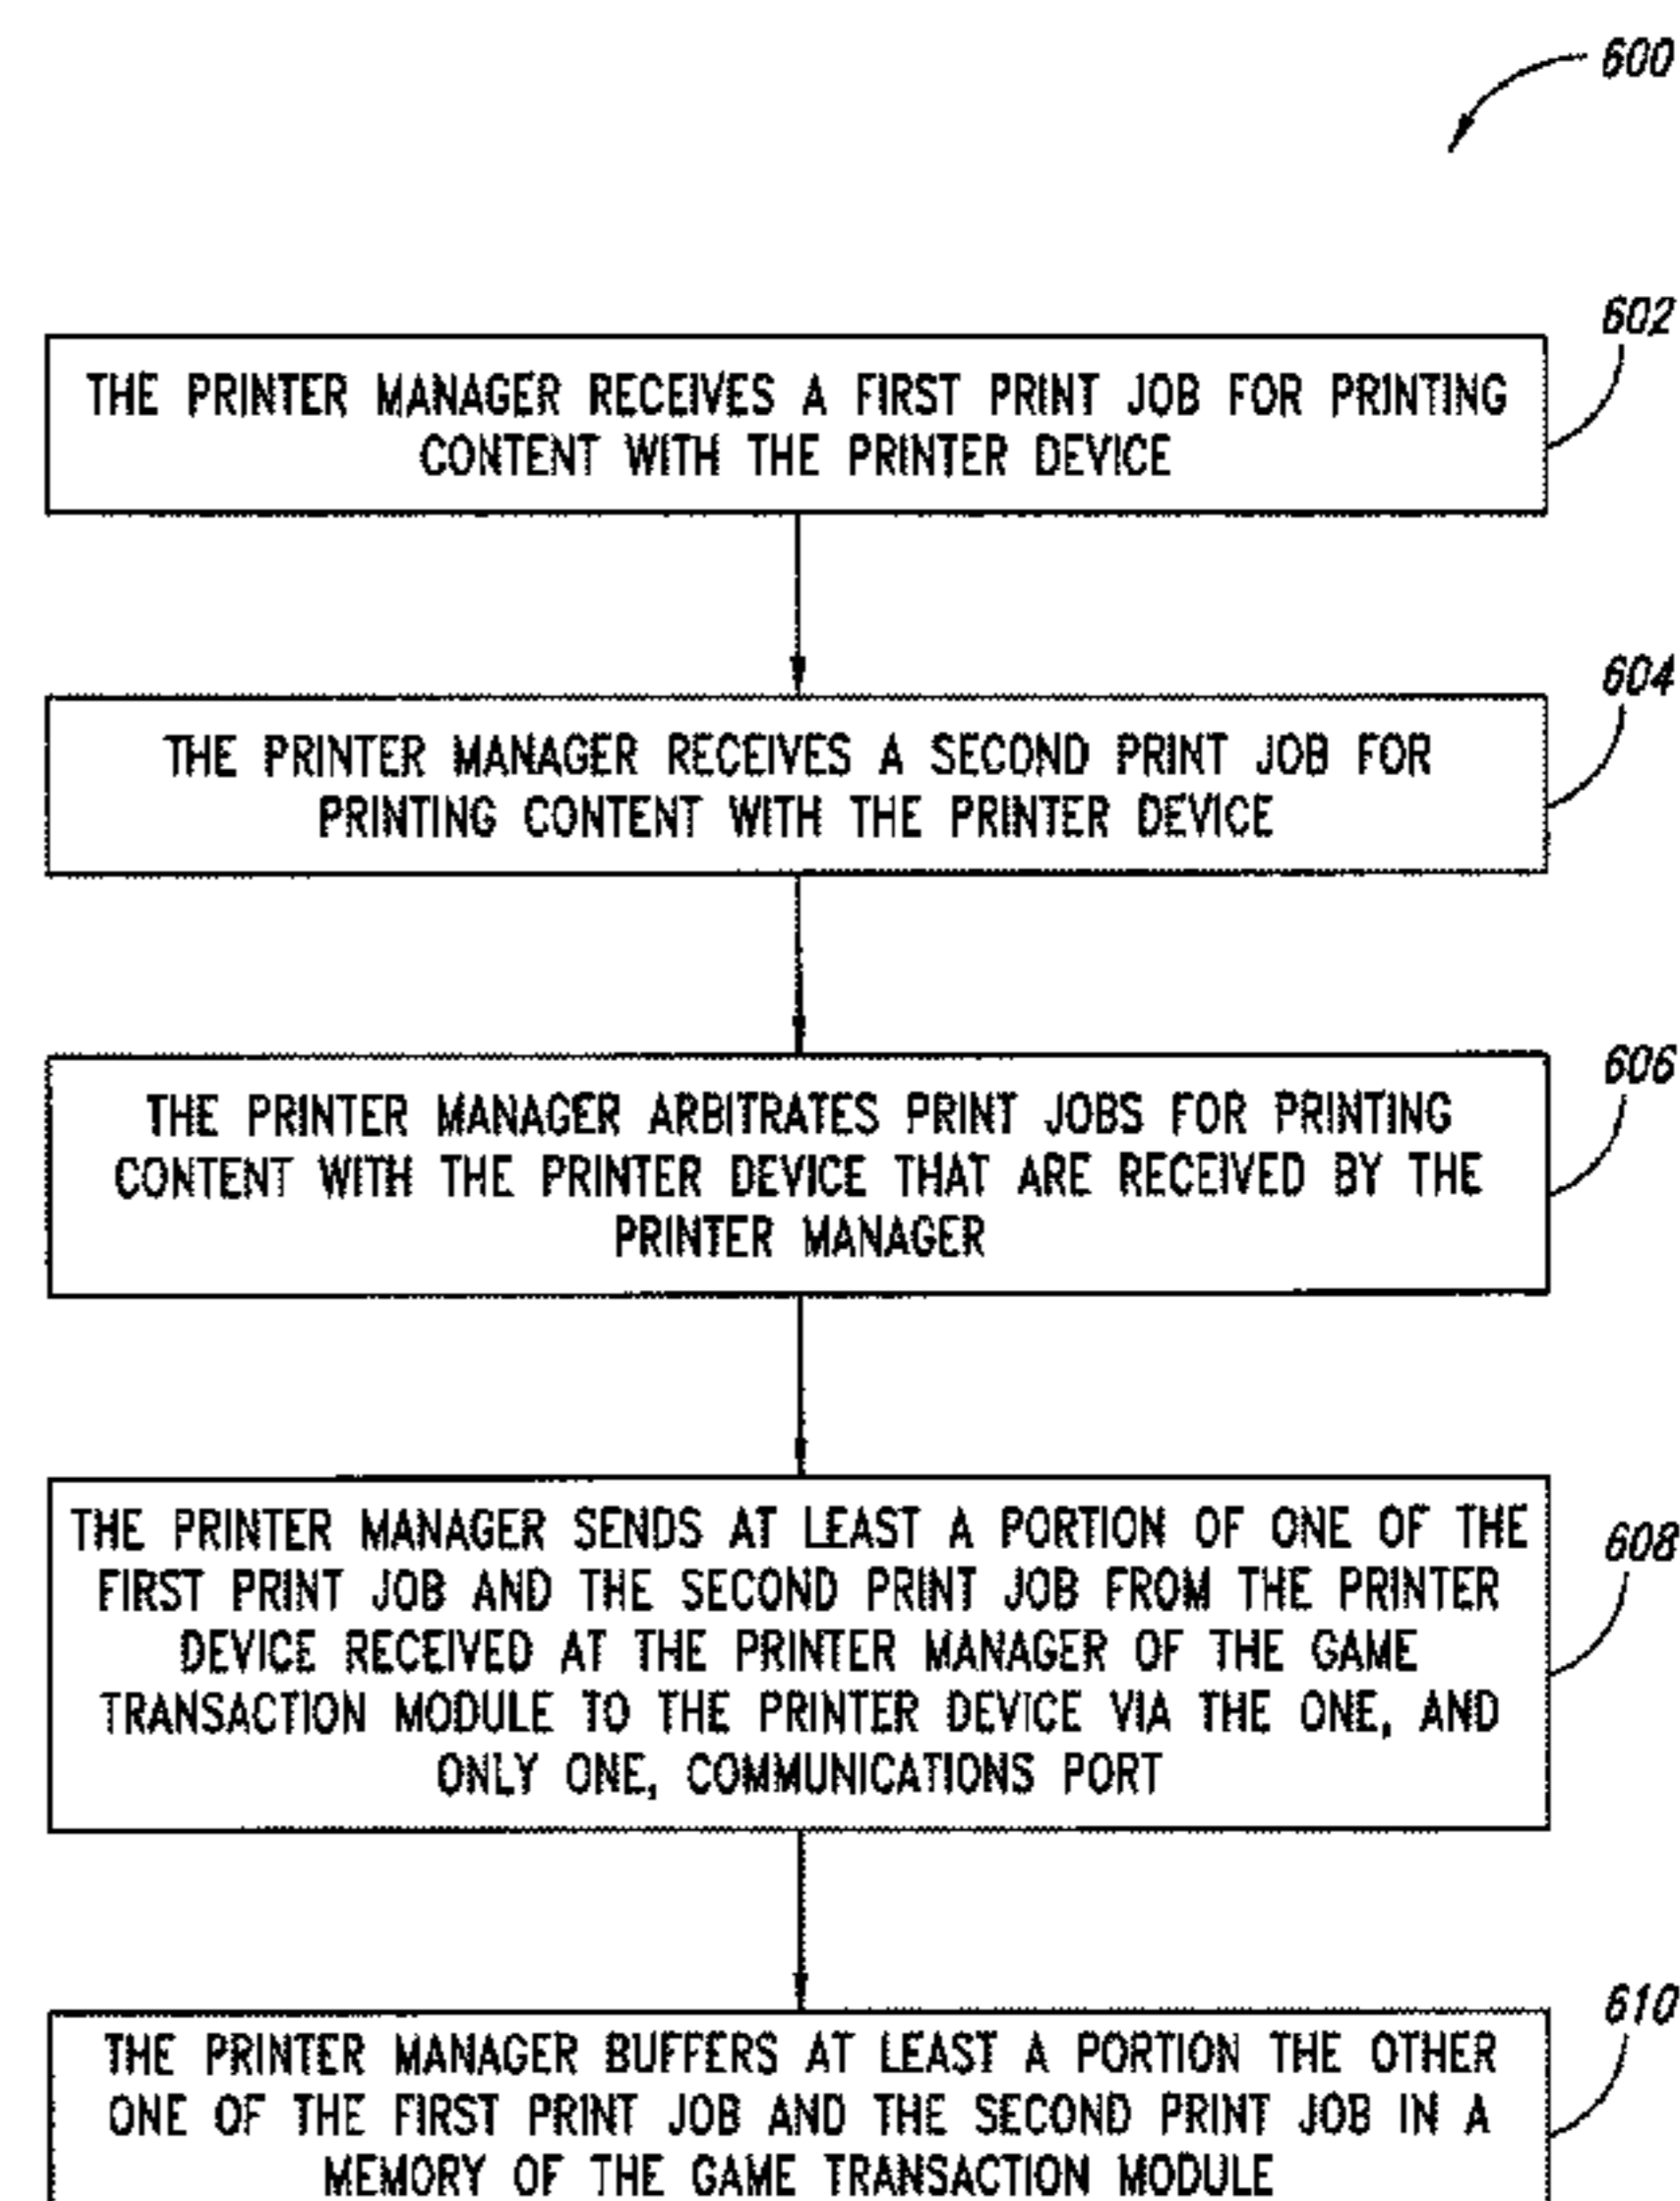 600
602
THE PRINTER MANAGER RECEIVES A FIRST PRINT JOB FOR PRINTING
CONTENT WITH THE PRINTER DEVICE
604
THE PRINTER MANAGER RECEIVES A SECOND PRINT JOB FOR
PRINTING CONTENT WITH THE PRINTER DEVICE
606
THE PRINTER MANAGER ARBITRATES PRINT JOBS FOR PRINTING
CONTENT WITH THE PRINTER DEVICE THAT ARE RECEIVED BY THE
PRINTER MANAGER
608
THE PRINTER MANAGER SENDS AT LEAST A PORTION OF ONE OF THE
FIRST PRINT JOB AND THE SECOND PRINT JOB FROM THE PRINTER
DEVICE RECEIVED AT THE PRINTER MANAGER OF THE GAME
TRANSACTION MODULE TO THE PRINTER DEVICE VIA THE ONE, AND
ONLY ONE, COMMUNICATIONS PORT
610
THE PRINTER MANAGER BUFFERS AT LEAST A PORTION THE OTHER
ONE OF THE FIRST PRINT JOB AND THE SECOND PRINT JOB IN A
MEMORY OF THE GAME TRANSACTION MODULE